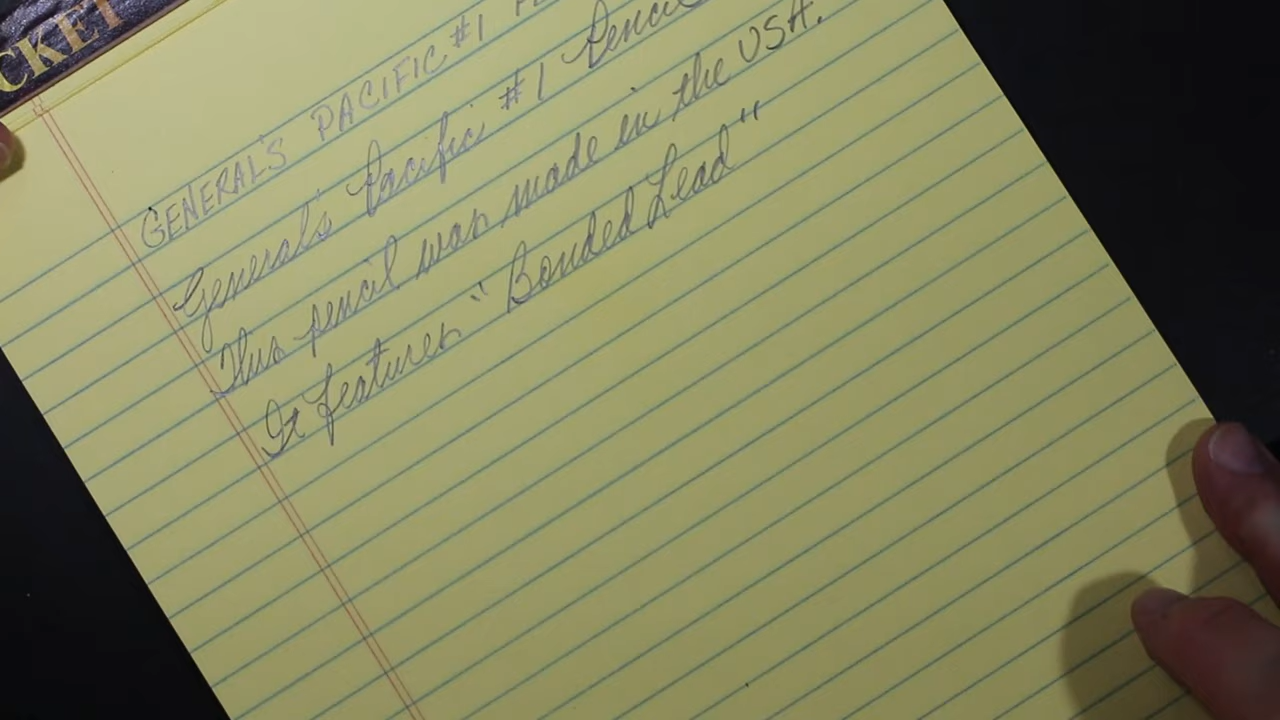 CKET
GENERAL'S PACIFIC #1
General's Pacific #1 Pencil
This pencil was made in the USA.
It features "Bonded Lead"